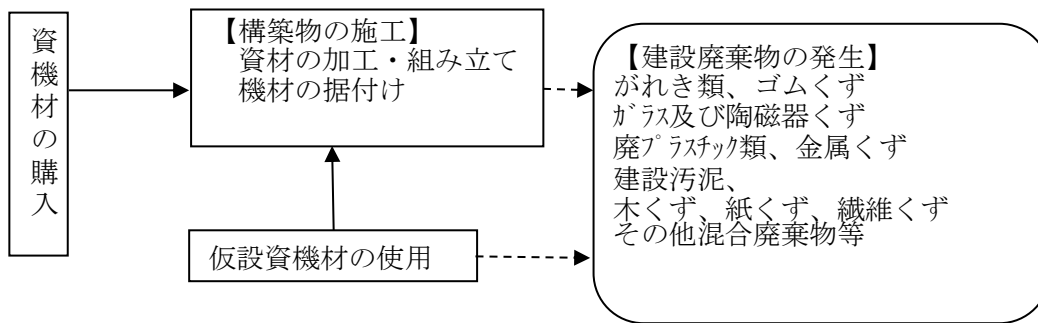 資機材の購入
【構築物の施工】
資材の加工・組み立て
機材の据付け
仮設資機材の使用
【建設廃棄物の発生】
がれき類、ゴムくず
ｶﾞﾗｽ及び陶磁器くず
廃ﾌﾟﾗｽﾁｯｸ類、金属くず
建設汚泥、
木くず、紙くず、繊維くず
その他混合廃棄物等